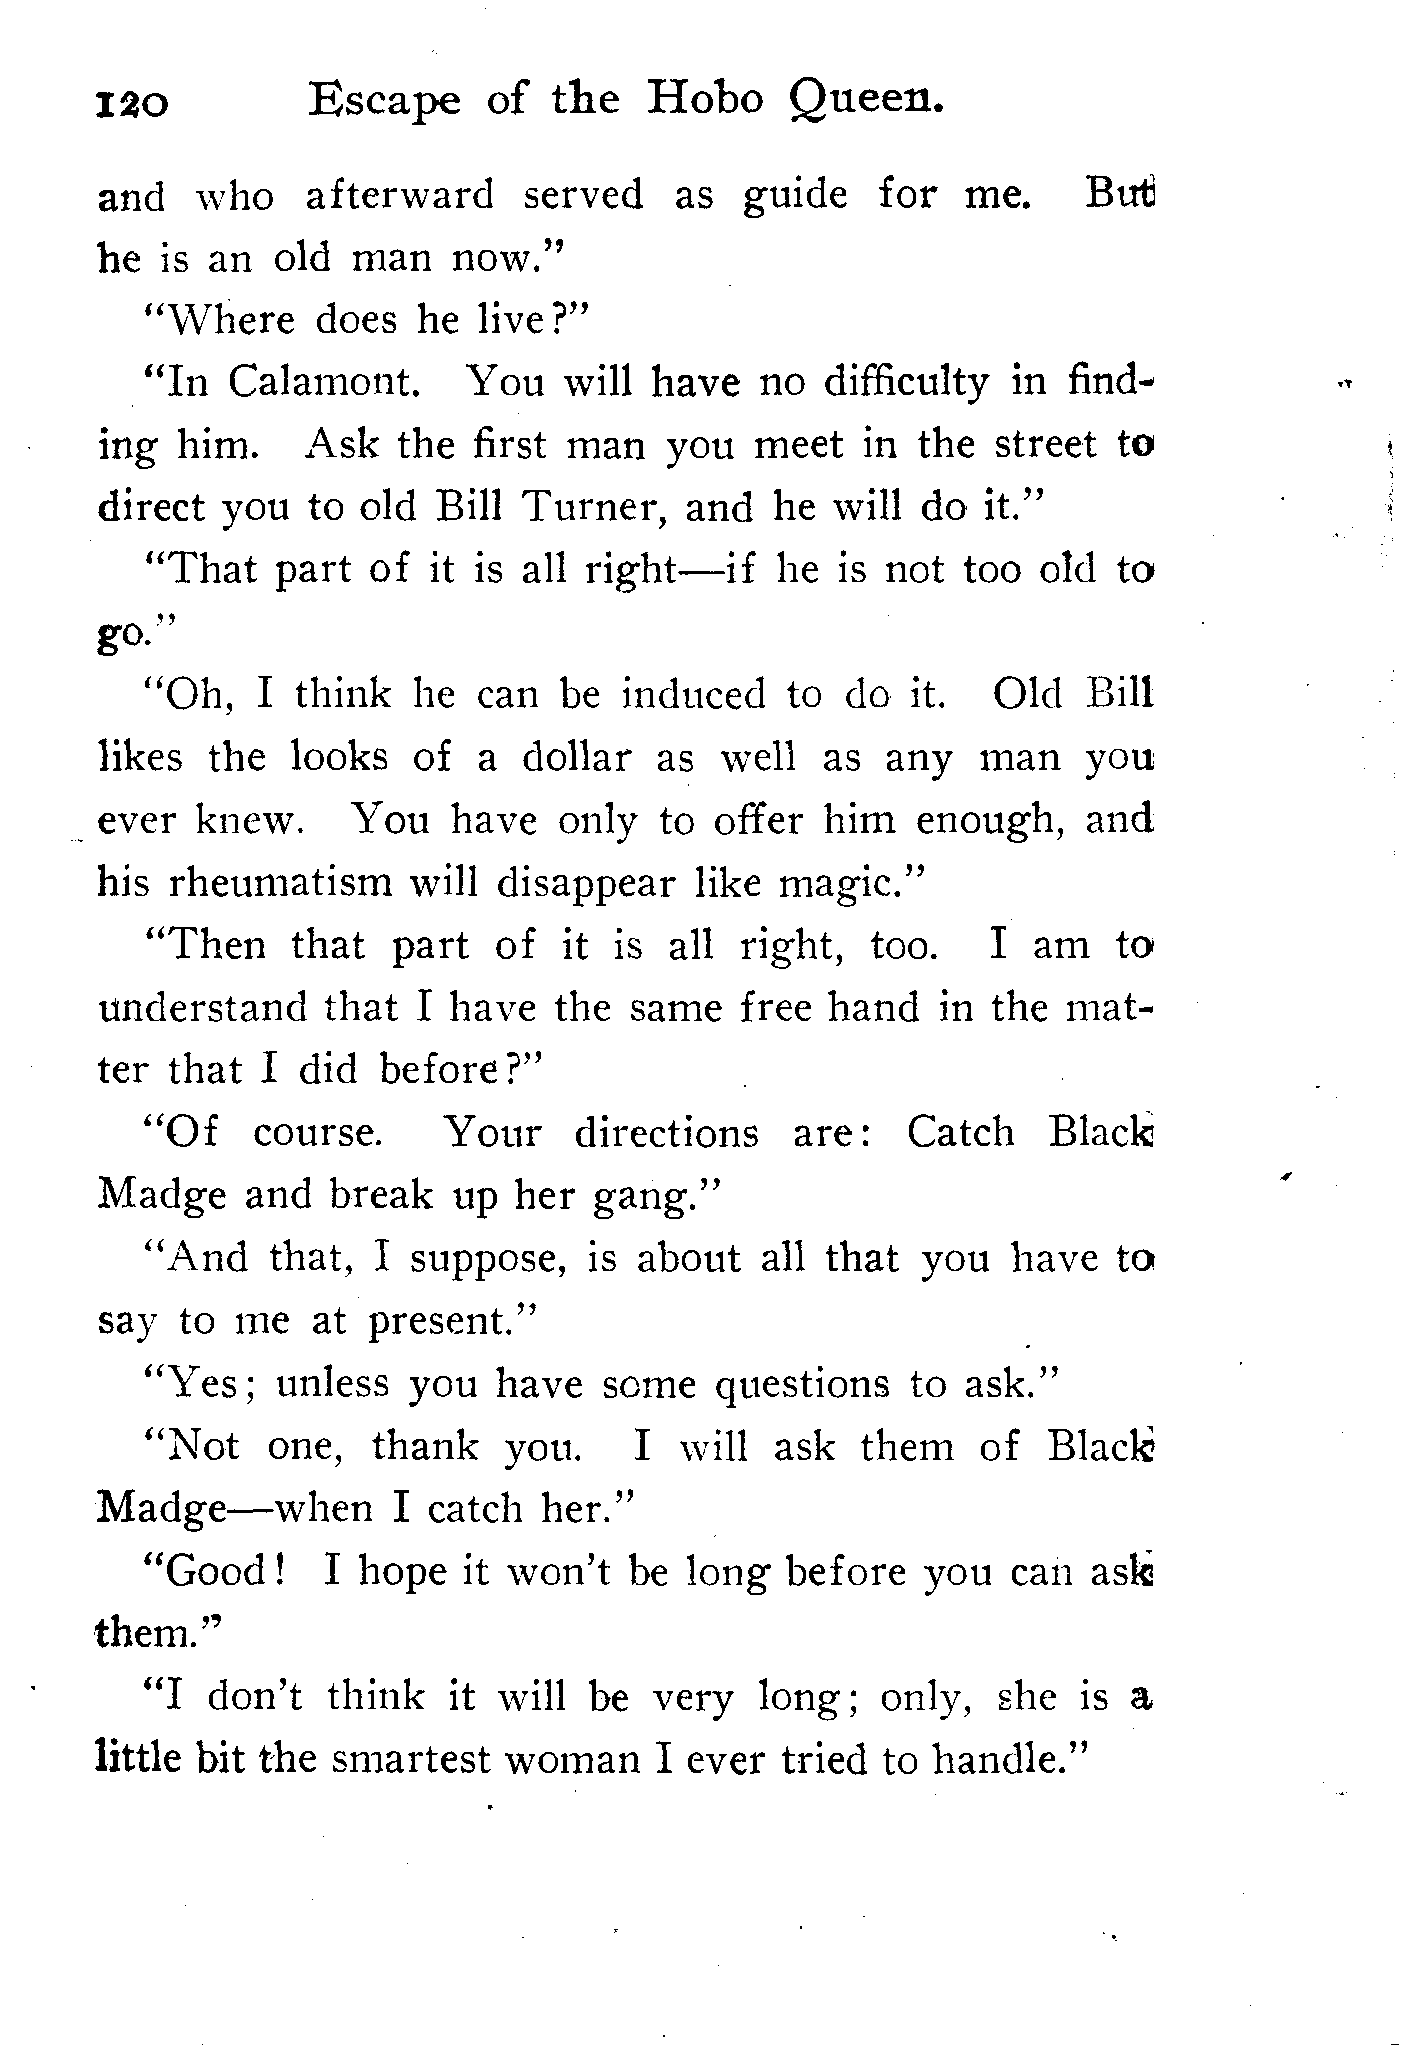 120 Escape of the Hobo Queen.
and who afterward served as guide for me. But
he is an old man now."
"Where does he live?"
"In Calamont. You will have no difficulty in find-
ing him. Ask the first man you meet in the street to
direct you to old Bill Turner, and he will do it."
"That part of it is all right—if he is not too old to
go."
"Oh, I think he can be induced to do it. Old Bill
likes the looks of a dollar as well as any man you
ever knew. You have only to offer him enough, and
his rheumatism will disappear like magic."
"Then that part of it is all right, too. I am to
understand that I have the same free hand in the mat-
ter that I did before?"
"Of course. Your directions are: Catch Black
Madge and break up her gang."
"And that, I suppose, is about all that you have to
say to me at present."
"Yes; unless you have some questions to ask."
"Not one, thank you. I will ask them of Black
Madge—when I catch her."
"Good! I hope it won't be long before you can ask
them."
"I don't think it will be very long; only, she is a
little bit the smartest woman I ever tried to handle."